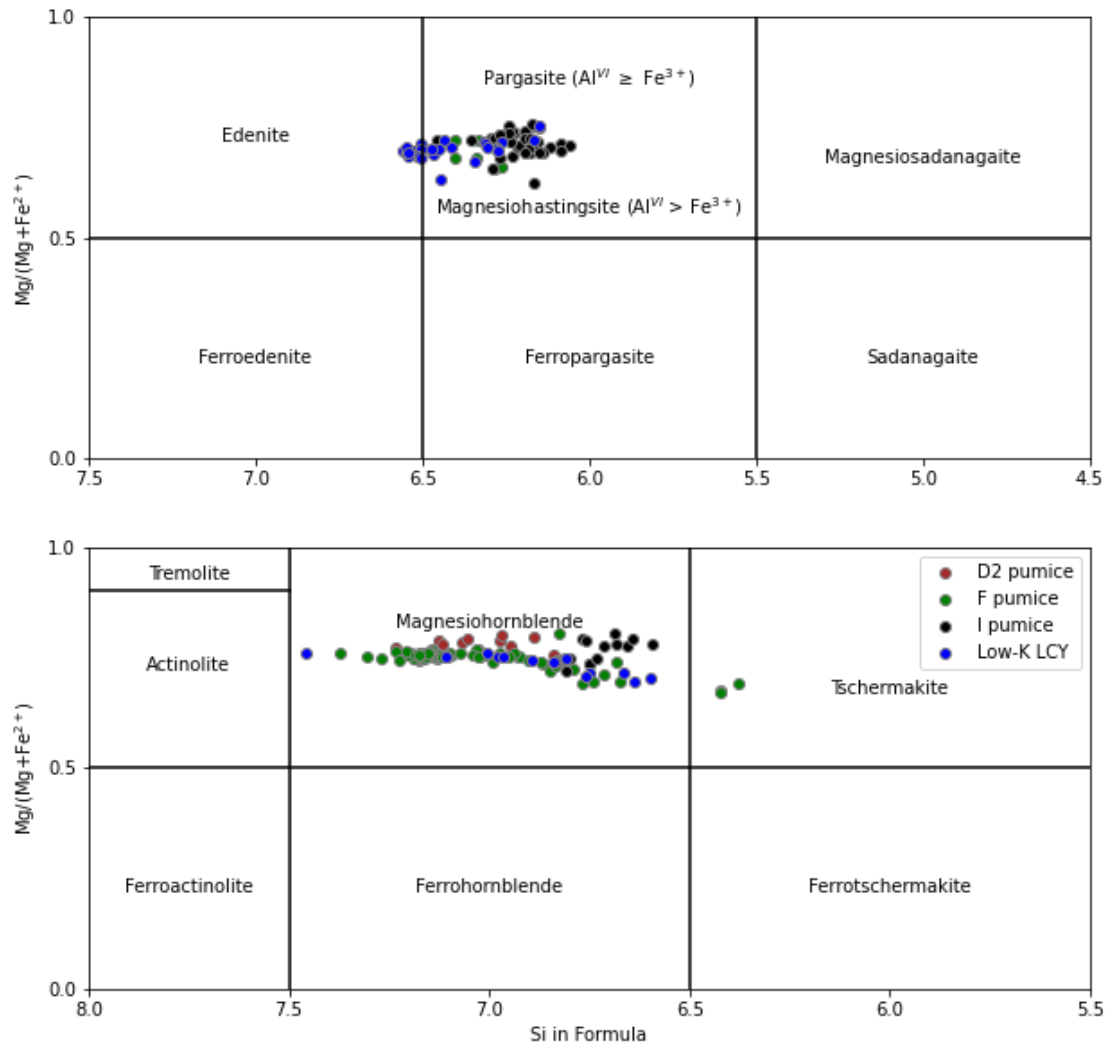 1.0
Pargasite (Al^VI ≥ Fe^3+)
Edenite
Magnesiosadanagaite
Magnesiohastingsite (Al^VI > Fe^3+)
Mg/(Mg+Fe^2+)
0.5
Ferroedenite
Ferropargasite
Sadanagaite
0.0
7.5
7.0
6.5
6.0
5.5
5.0
4.5
1.0
Tremolite
D2 pumice
F pumice
I pumice
Low-K LCY
Magnesiohornblende
Actinolite
Tschermakite
Mg/(Mg+Fe^2+)
0.5
Ferroactinolite
Ferrohornblende
Ferrotschermakite
0.0
8.0
7.5
7.0
6.5
6.0
5.5
Si in Formula